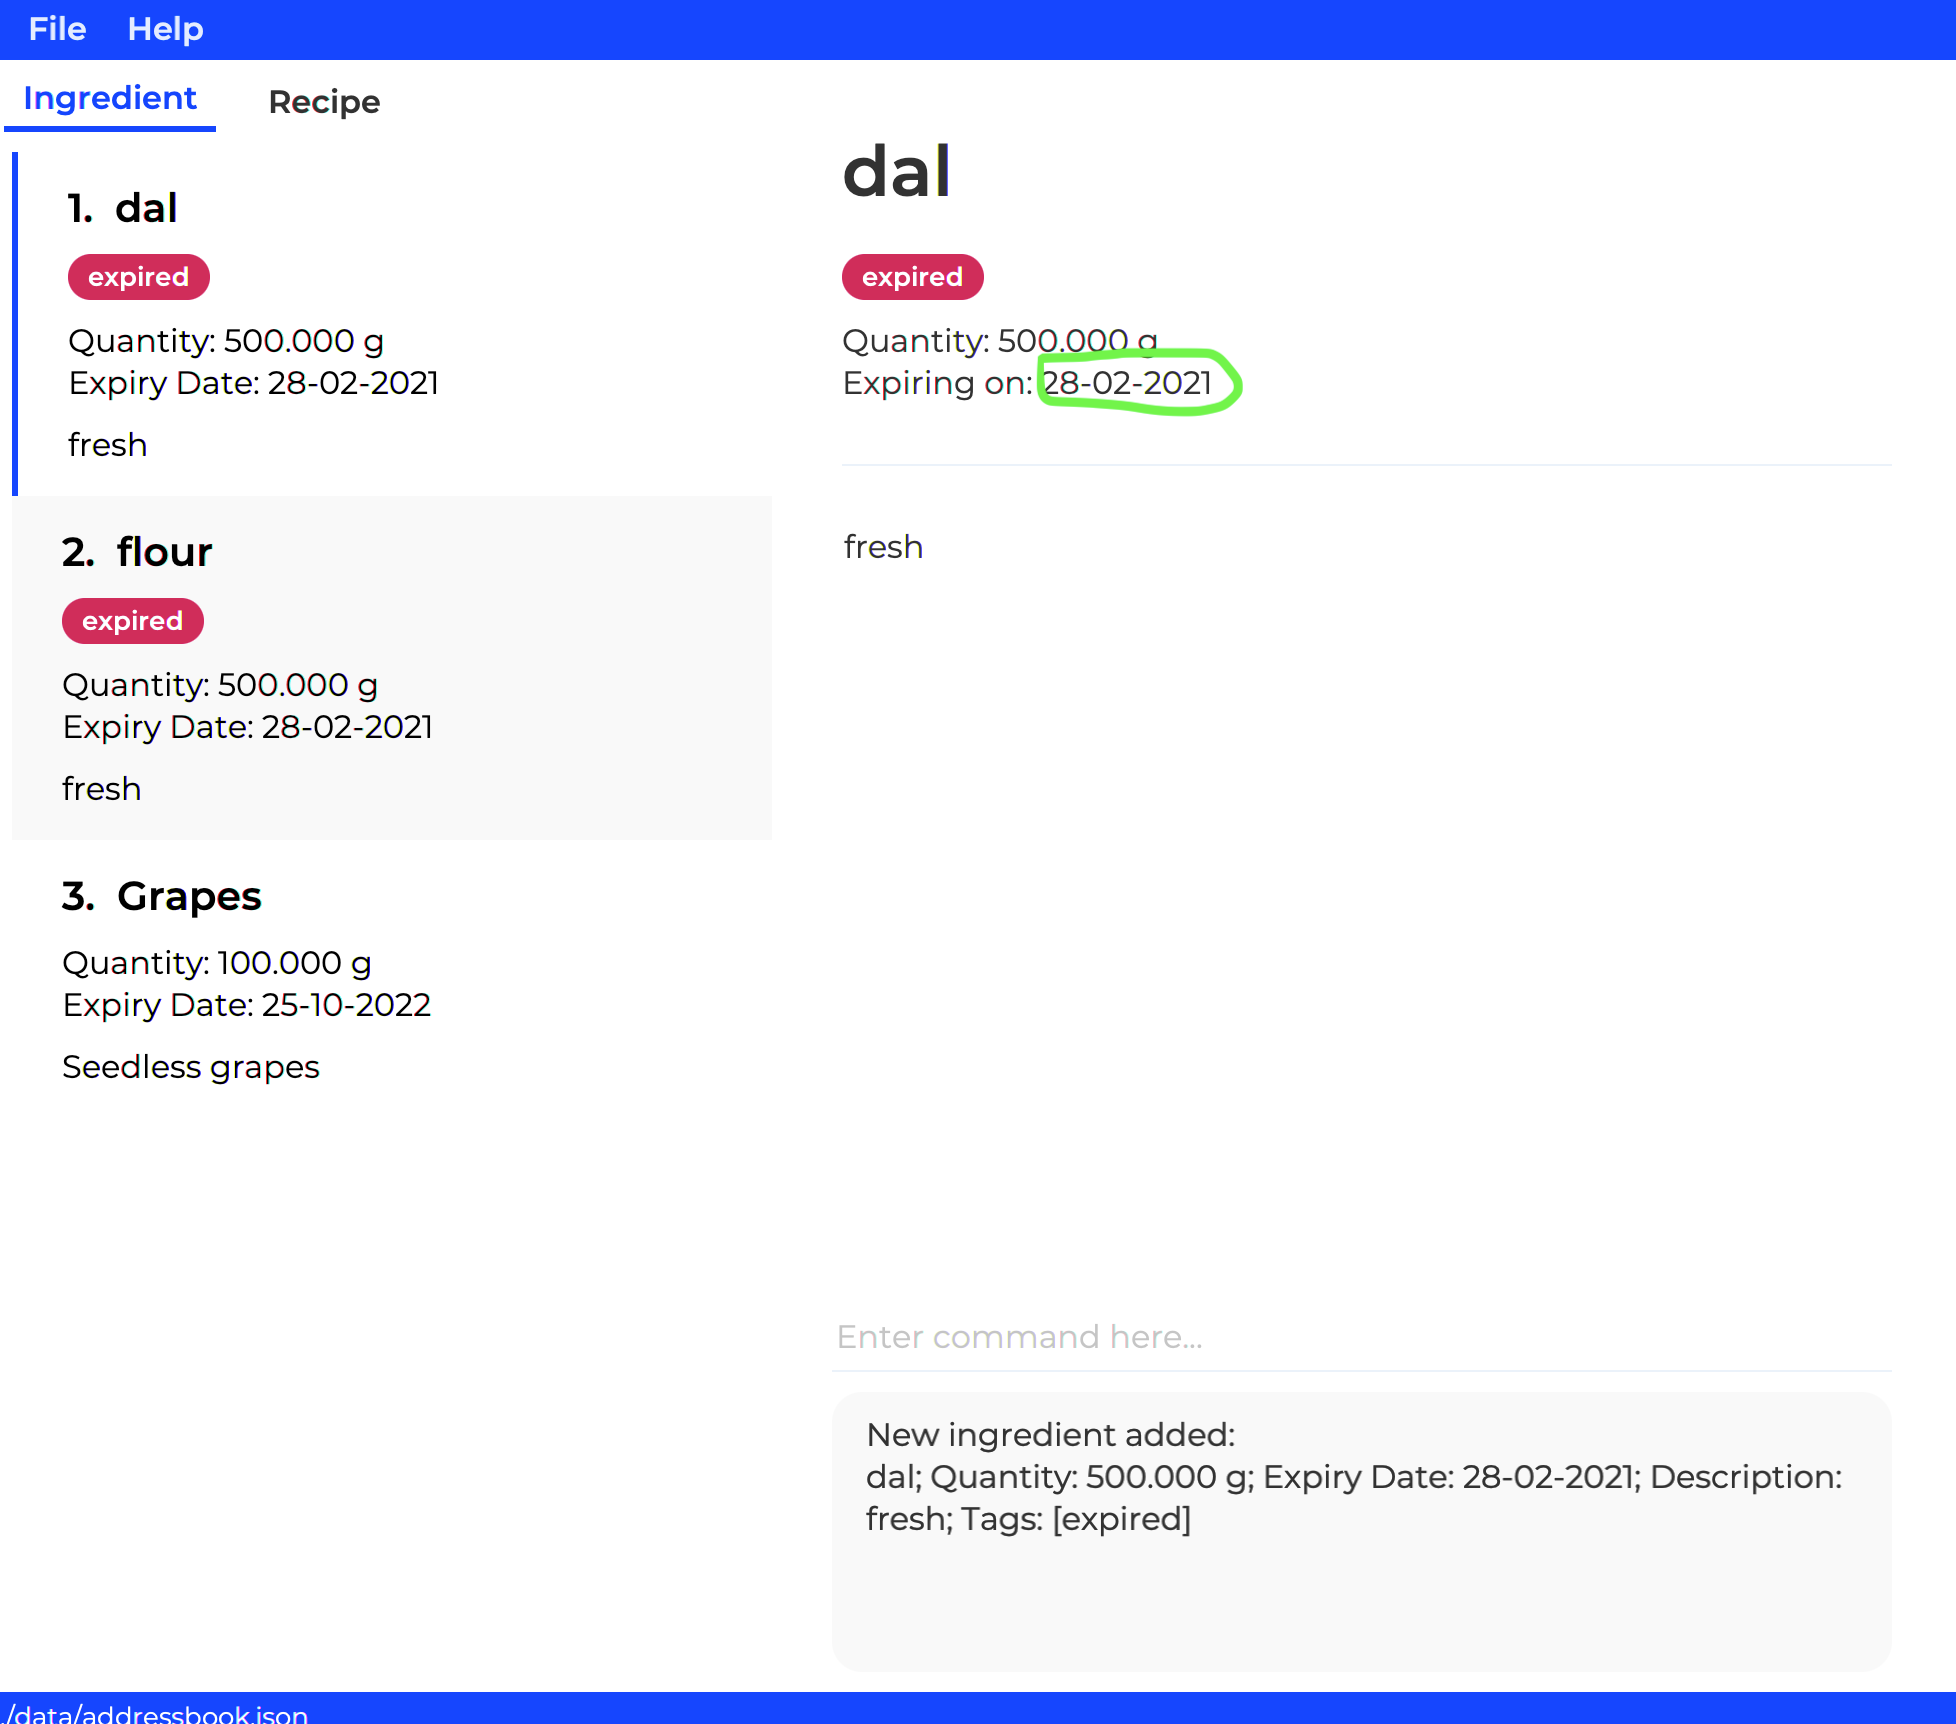 File Help
Ingredient Recipe
1. dal
expired
Quantity: 500.000 g
Expiry Date: 28-02-2021
fresh
2. flour
expired
Quantity: 500.000 g
Expiry Date: 28-02-2021
fresh
3. Grapes
Quantity: 100.000 g
Expiry Date: 25-10-2022
Seedless grapes
dal
expired
Quantity: 500.000 g
Expiring on: 28-02-2021
fresh
Enter command here...
New ingredient added:
dal; Quantity: 500.000 g; Expiry Date: 28-02-2021; Description:
fresh; Tags: [expired]
./data/addressbook.json